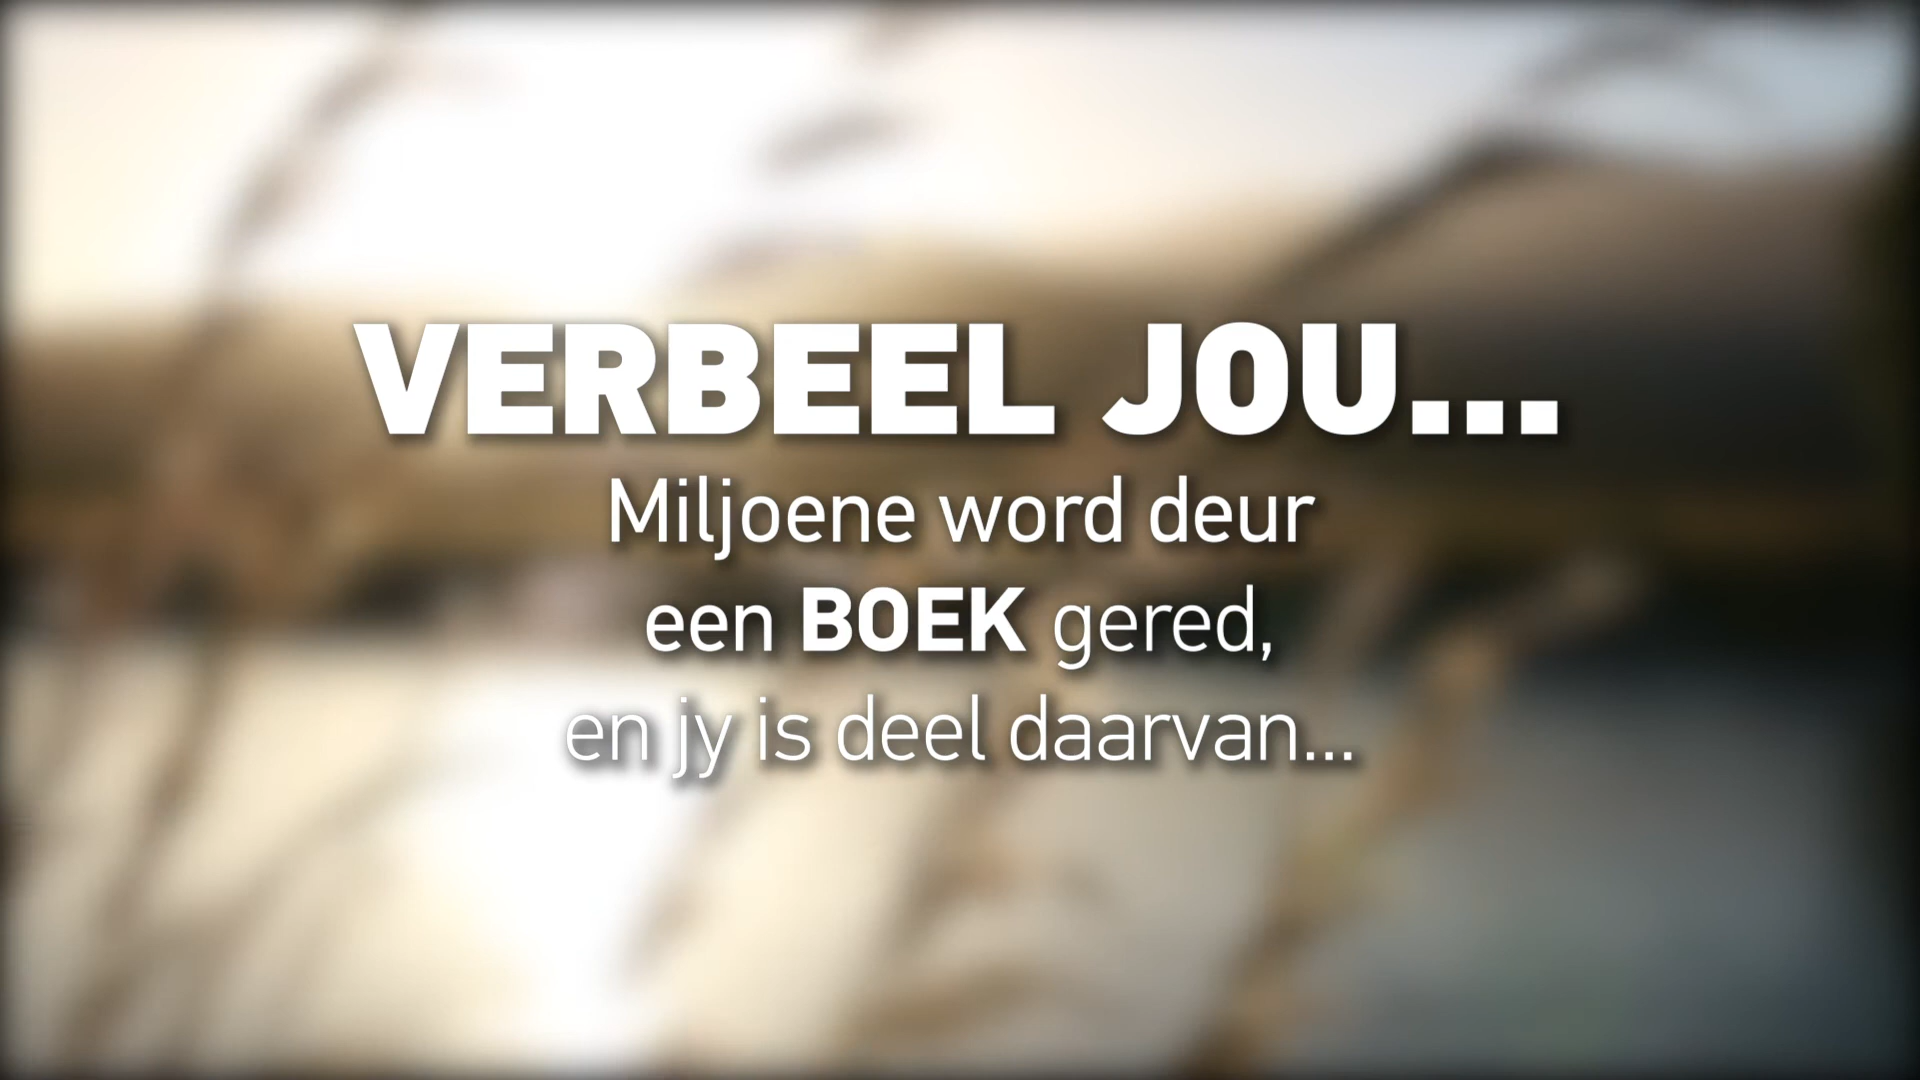 VERBEEL JOU...
Miljoene word deur
een BOEK gered,
en jy is deel daarvan...